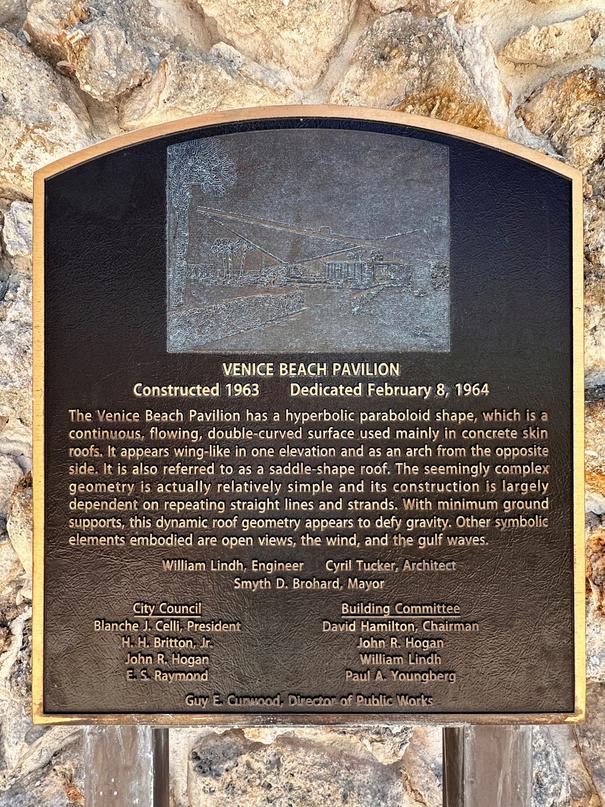 VENICE BEACH PAVILION
Constructed 1963 Dedicated February 8, 1964
The Venice Beach Pavilion has a hyperbolic paraboloid shape, which is a
continuous, flowing, double-curved surface used mainly in concrete skin
roofs. It appears wing-like in one elevation and as an arch from the opposite
side. It is also referred to as a saddle-shape roof. The seemingly complex
geometry is actually relatively simple and its construction is largely
dependent on repeating straight lines and strands. With minimum ground
supports, this dynamic roof geometry appears to defy gravity. Other symbolic
elements embodied are open views, the wind, and the gulf waves.
William Lindh, Engineer Cyril Tucker, Architect
Smyth D. Brohard, Mayor
City Council Building Committee
Blanche J. Celli, President David Hamilton, Chairman
H. H. Britton, Jr. John R. Hogan
John R. Hogan William Lindh
E. S. Raymond Paul A. Youngberg
Guy E. Curwood, Director of Public Works